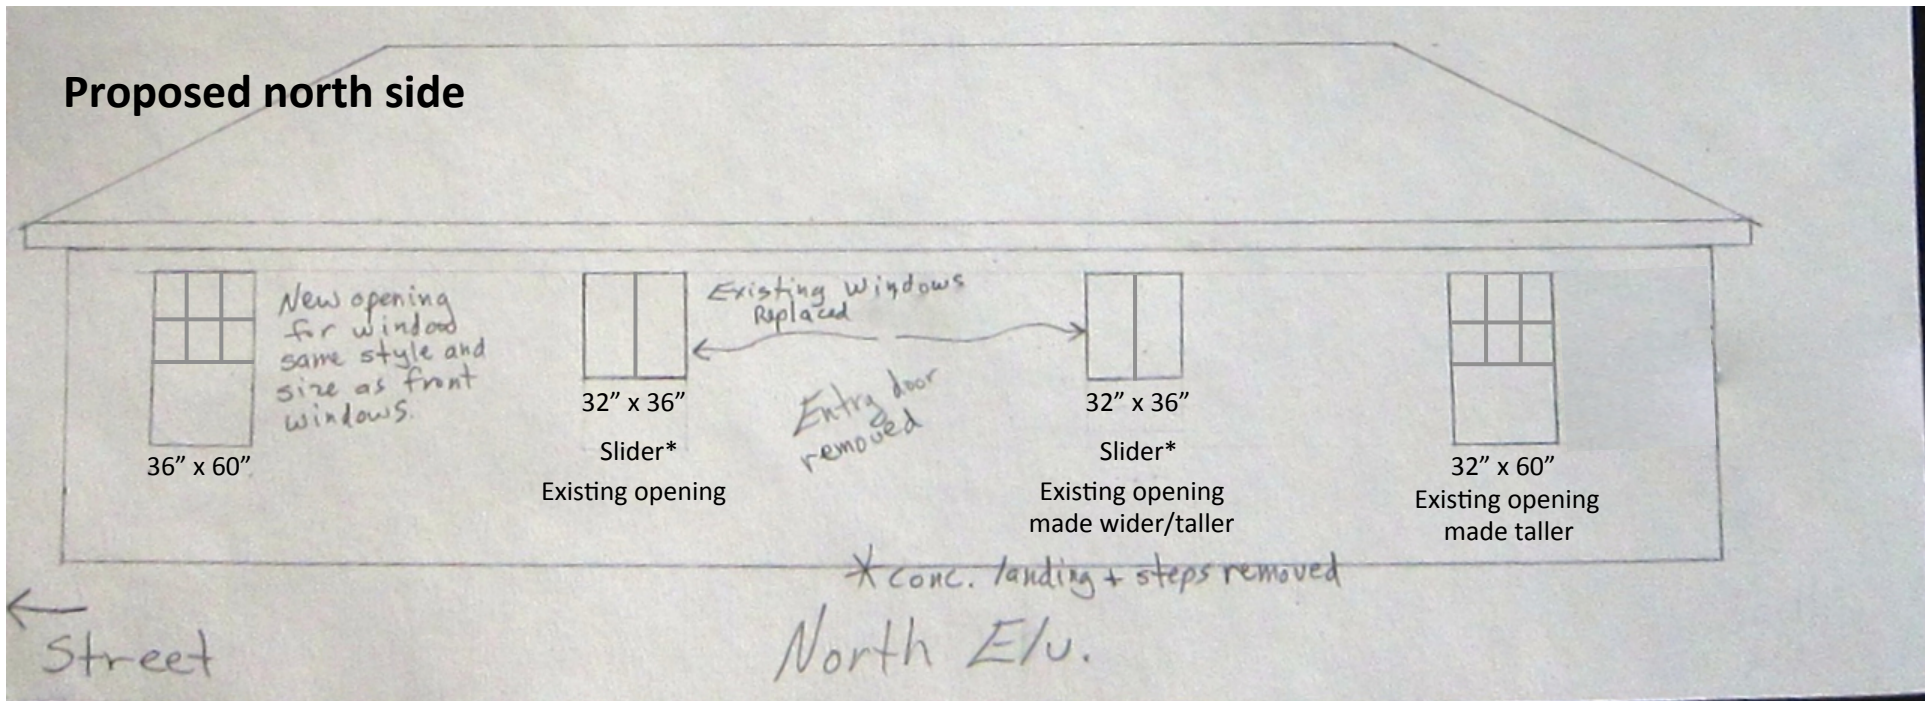 Proposed north side
New opening
for window
same style and
size as front
windows.
36” x 60”
32” x 36”
Slider*
Existing opening
Existing Windows
Replaced
Entry door
removed
32” x 36”
Slider*
Existing opening
made wider/taller
32” x 60”
Existing opening
made taller
* conc. landing + steps removed
← Street
North Elv.